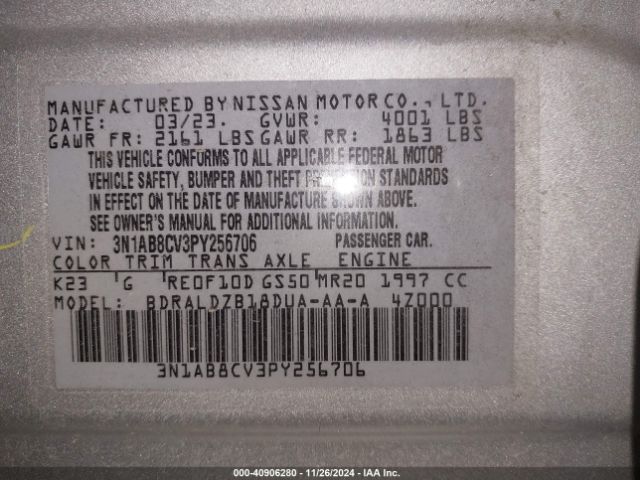 MANUFACTURED BY NISSAN MOTOR CO., LTD.
DATE: 03/23. GVWR: 4001 LBS
GAWR FR: 2161 LBS GAWR RR: 1863 LBS
THIS VEHICLE CONFORMS TO ALL APPLICABLE FEDERAL MOTOR
VEHICLE SAFETY, BUMPER AND THEFT PREVENTION STANDARDS
IN EFFECT ON THE DATE OF MANUFACTURE SHOWN ABOVE.
SEE OWNER'S MANUAL FOR ADDITIONAL INFORMATION.
VIN: 3N1AB8CV3PY256706 PASSENGER CAR.
COLOR TRIM TRANS AXLE ENGINE
K23 G RE0F10D GS50 MR20 1997 CC
MODEL: BDRALDZB18DUA-AA-A 4Z000
3N1AB8CV3PY256706
000-40906280 - 11/26/2024 - IAA Inc.